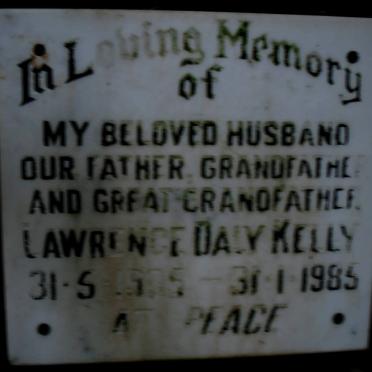 In Loving Memory
of
MY BELOVED HUSBAND
OUR FATHER, GRANDFATHER
AND GREAT GRANDFATHER.
LAWRENCE DALY KELLY
31·5 — 31·1·1985
AT PEACE